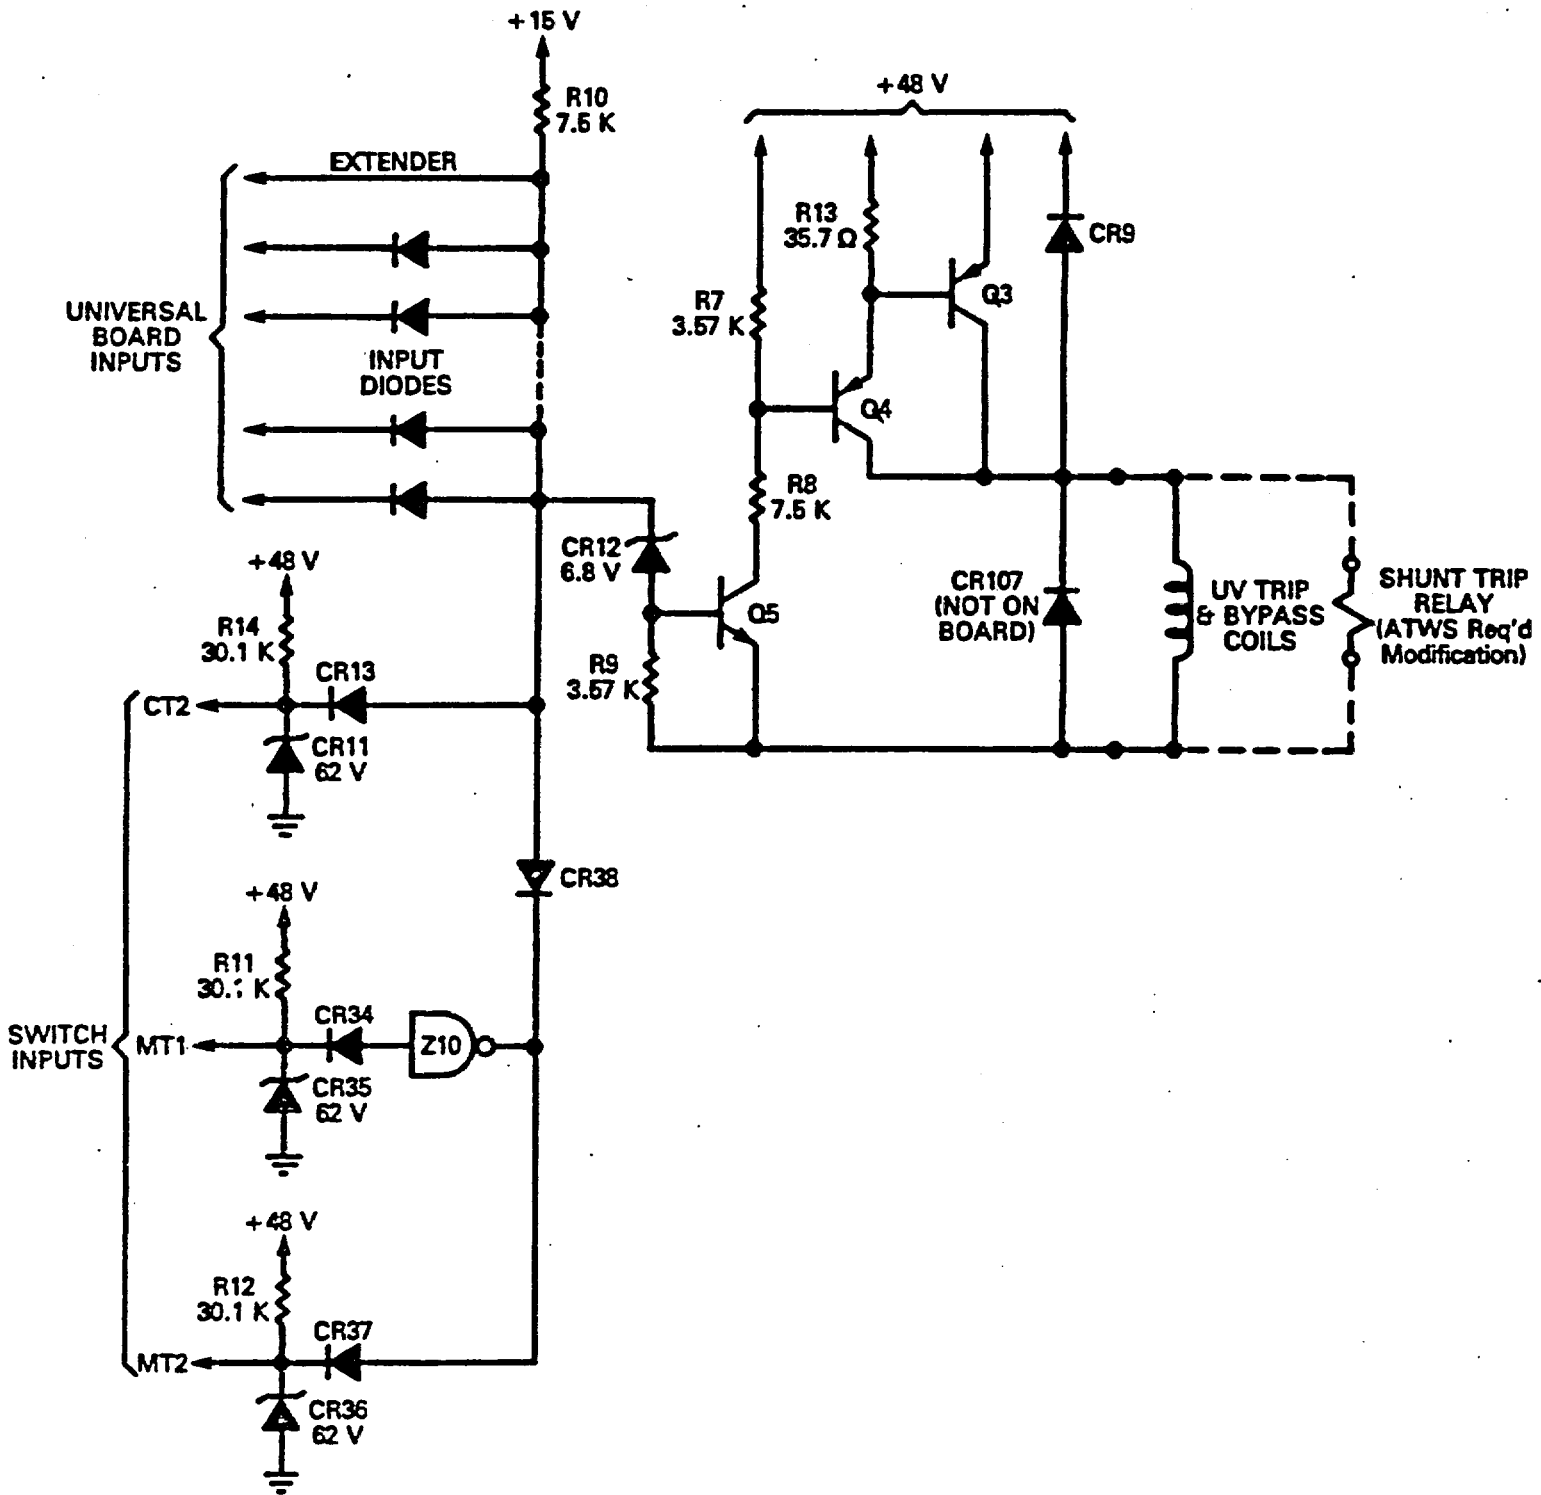 +15 V
R10
7.5 K
EXTENDER
UNIVERSAL
BOARD
INPUTS
INPUT
DIODES
+48 V
R13
35.7 Ω
CR9
Q3
R7
3.57 K
Q4
R8
7.5 K
CR12
6.8 V
Q5
R9
3.57 K
CR107
(NOT ON
BOARD)
UV TRIP
& BYPASS
COILS
SHUNT TRIP
RELAY
(ATWS Req'd
Modification)
+48 V
R14
30.1 K
CR13
CT2
CR11
62 V
CR38
+48 V
R11
30.1 K
CR34
SWITCH
INPUTS
MT1
Z10
CR35
62 V
+48 V
R12
30.1 K
CR37
MT2
CR36
62 V